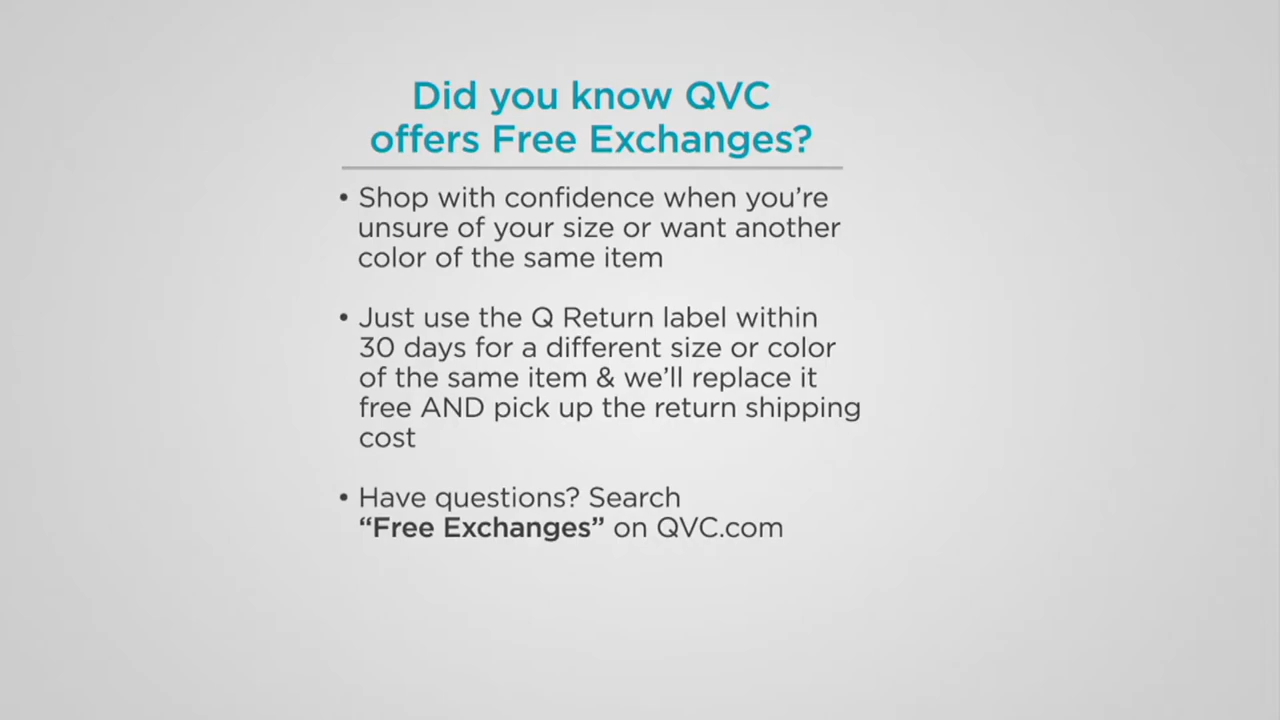 Did you know QVC
offers Free Exchanges?
• Shop with confidence when you're
unsure of your size or want another
color of the same item
• Just use the Q Return label within
30 days for a different size or color
of the same item & we'll replace it
free AND pick up the return shipping
cost
• Have questions? Search
“Free Exchanges” on QVC.com